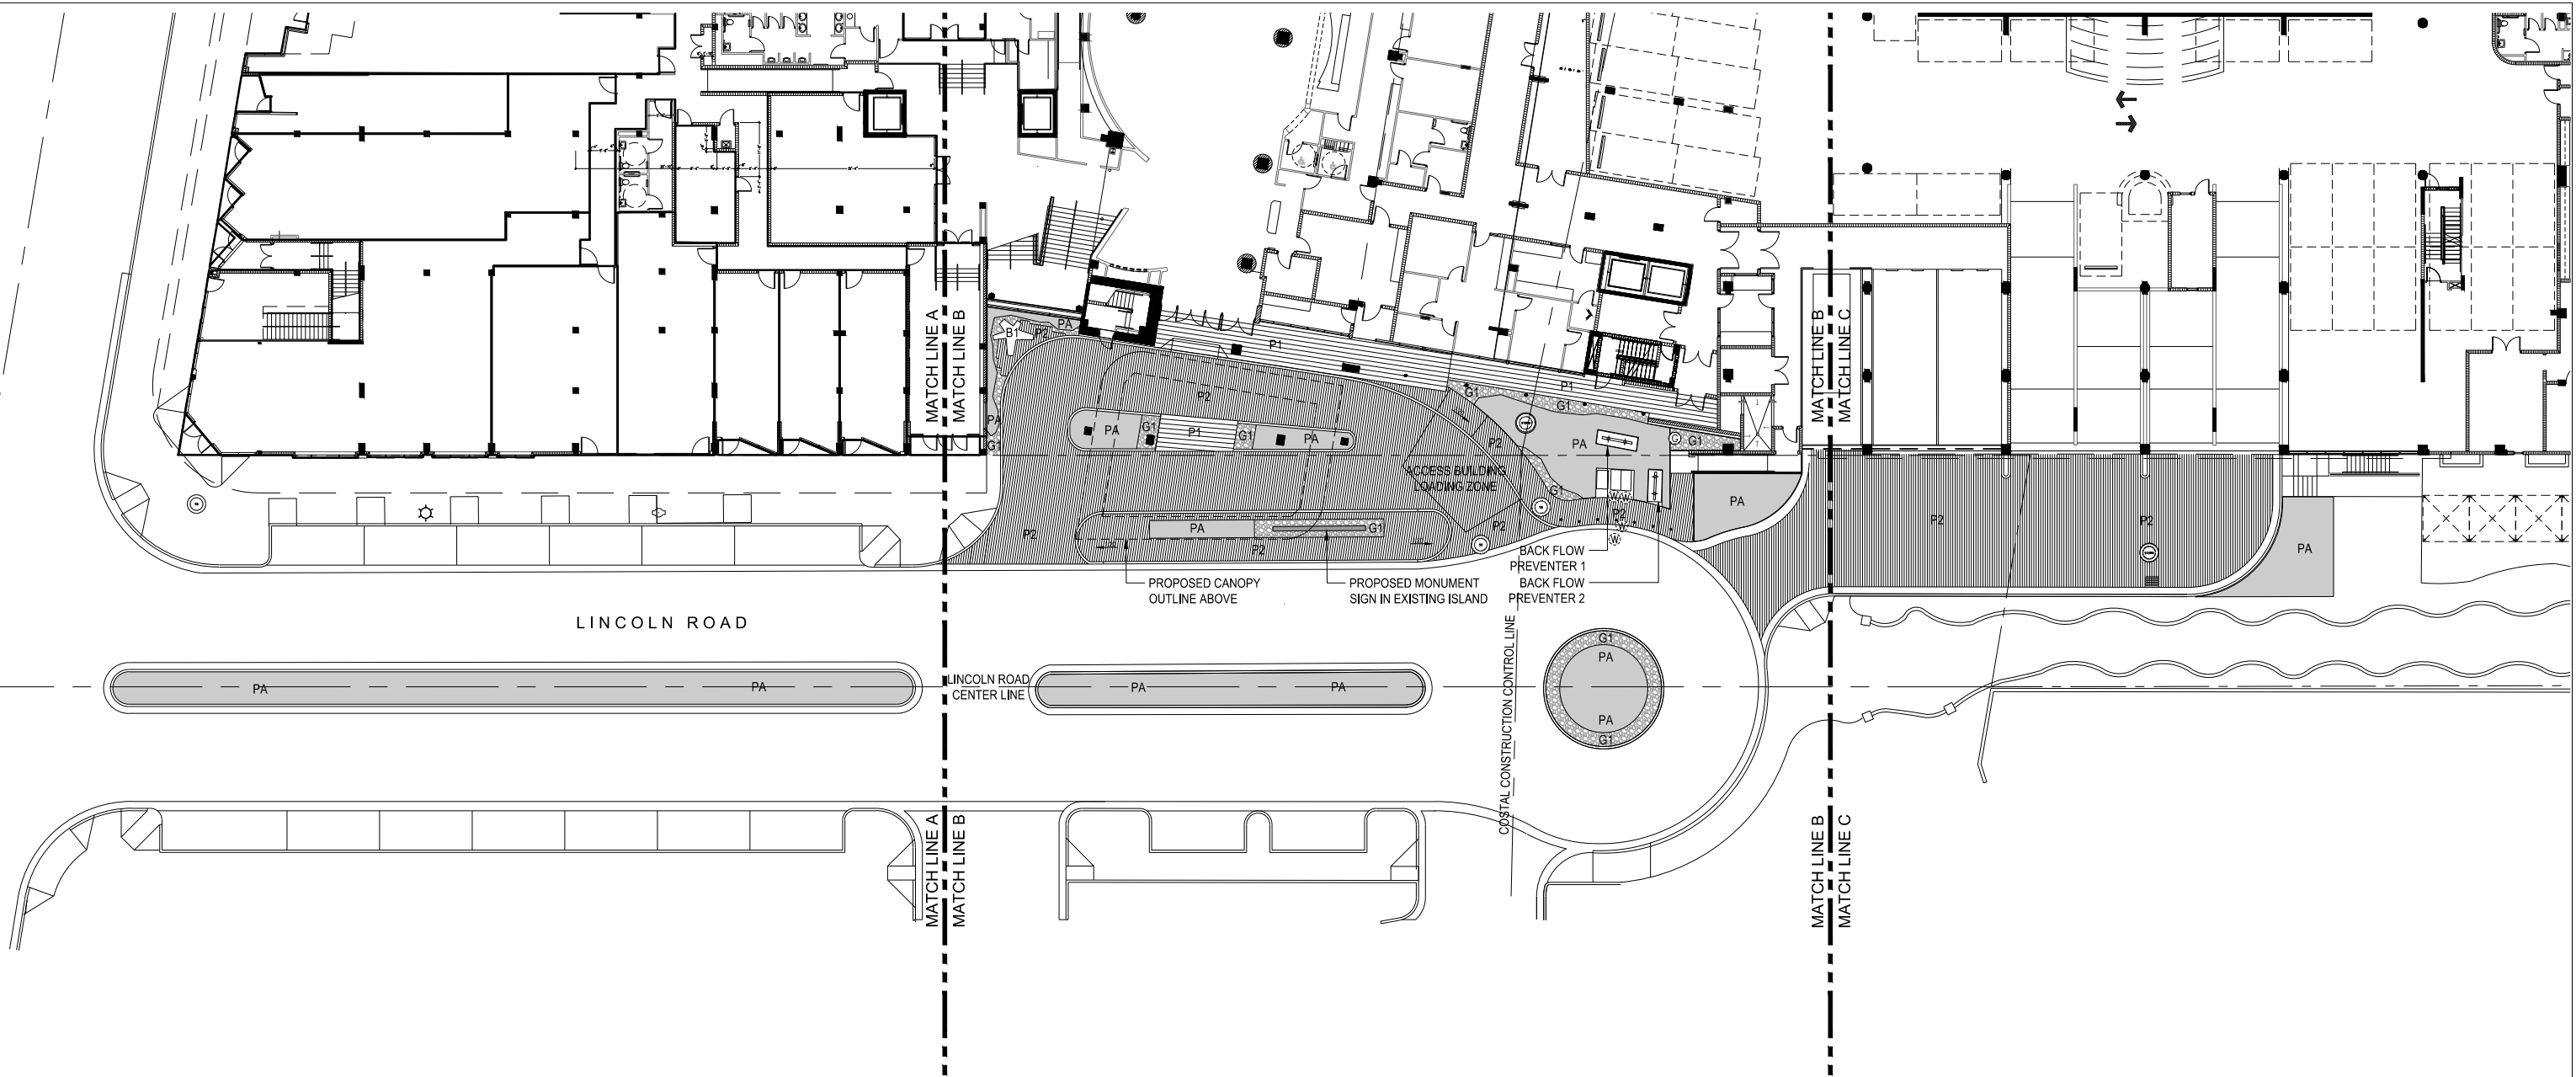 MATCH LINE A
MATCH LINE B
MATCH LINE B
MATCH LINE C
B1
P2
PA
P1
P1
P2
G1
G1
PA
G1
PA
G1
P1
G1
PA
P2
PA
G
G1
ACCESS BUILDING
LOADING ZONE
G1
W W
P2
W
W
PA
P2
P2
PA
P2
PA
G1
P2
P2
BACK FLOW
PREVENTER 1
BACK FLOW
PREVENTER 2
PROPOSED CANOPY
OUTLINE ABOVE
PROPOSED MONUMENT
SIGN IN EXISTING ISLAND
LINCOLN ROAD
COSTAL CONSTRUCTION CONTROL LINE
G1
PA
PA
G1
PA
PA
LINCOLN ROAD
CENTER LINE
PA
PA
MATCH LINE A
MATCH LINE B
MATCH LINE B
MATCH LINE C